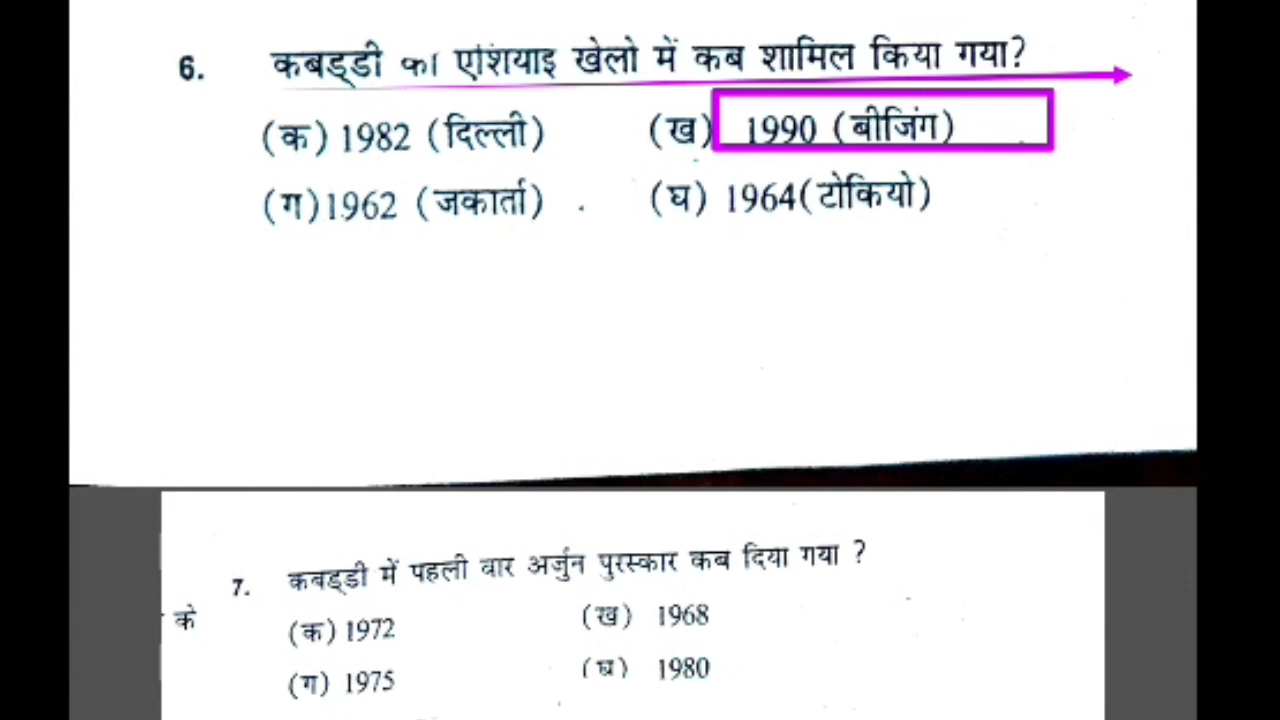 6. कबड्डी का एशियाइ खेलो में कब शामिल किया गया?
(क) 1982 (दिल्ली) (ख) 1990 (बीजिंग)
(ग) 1962 (जकार्ता) (घ) 1964(टोकियो)
7. कबड्डी में पहली वार अर्जुन पुरस्कार कब दिया गया ?
के
(क) 1972 (ख) 1968
(ग) 1975 (घ) 1980